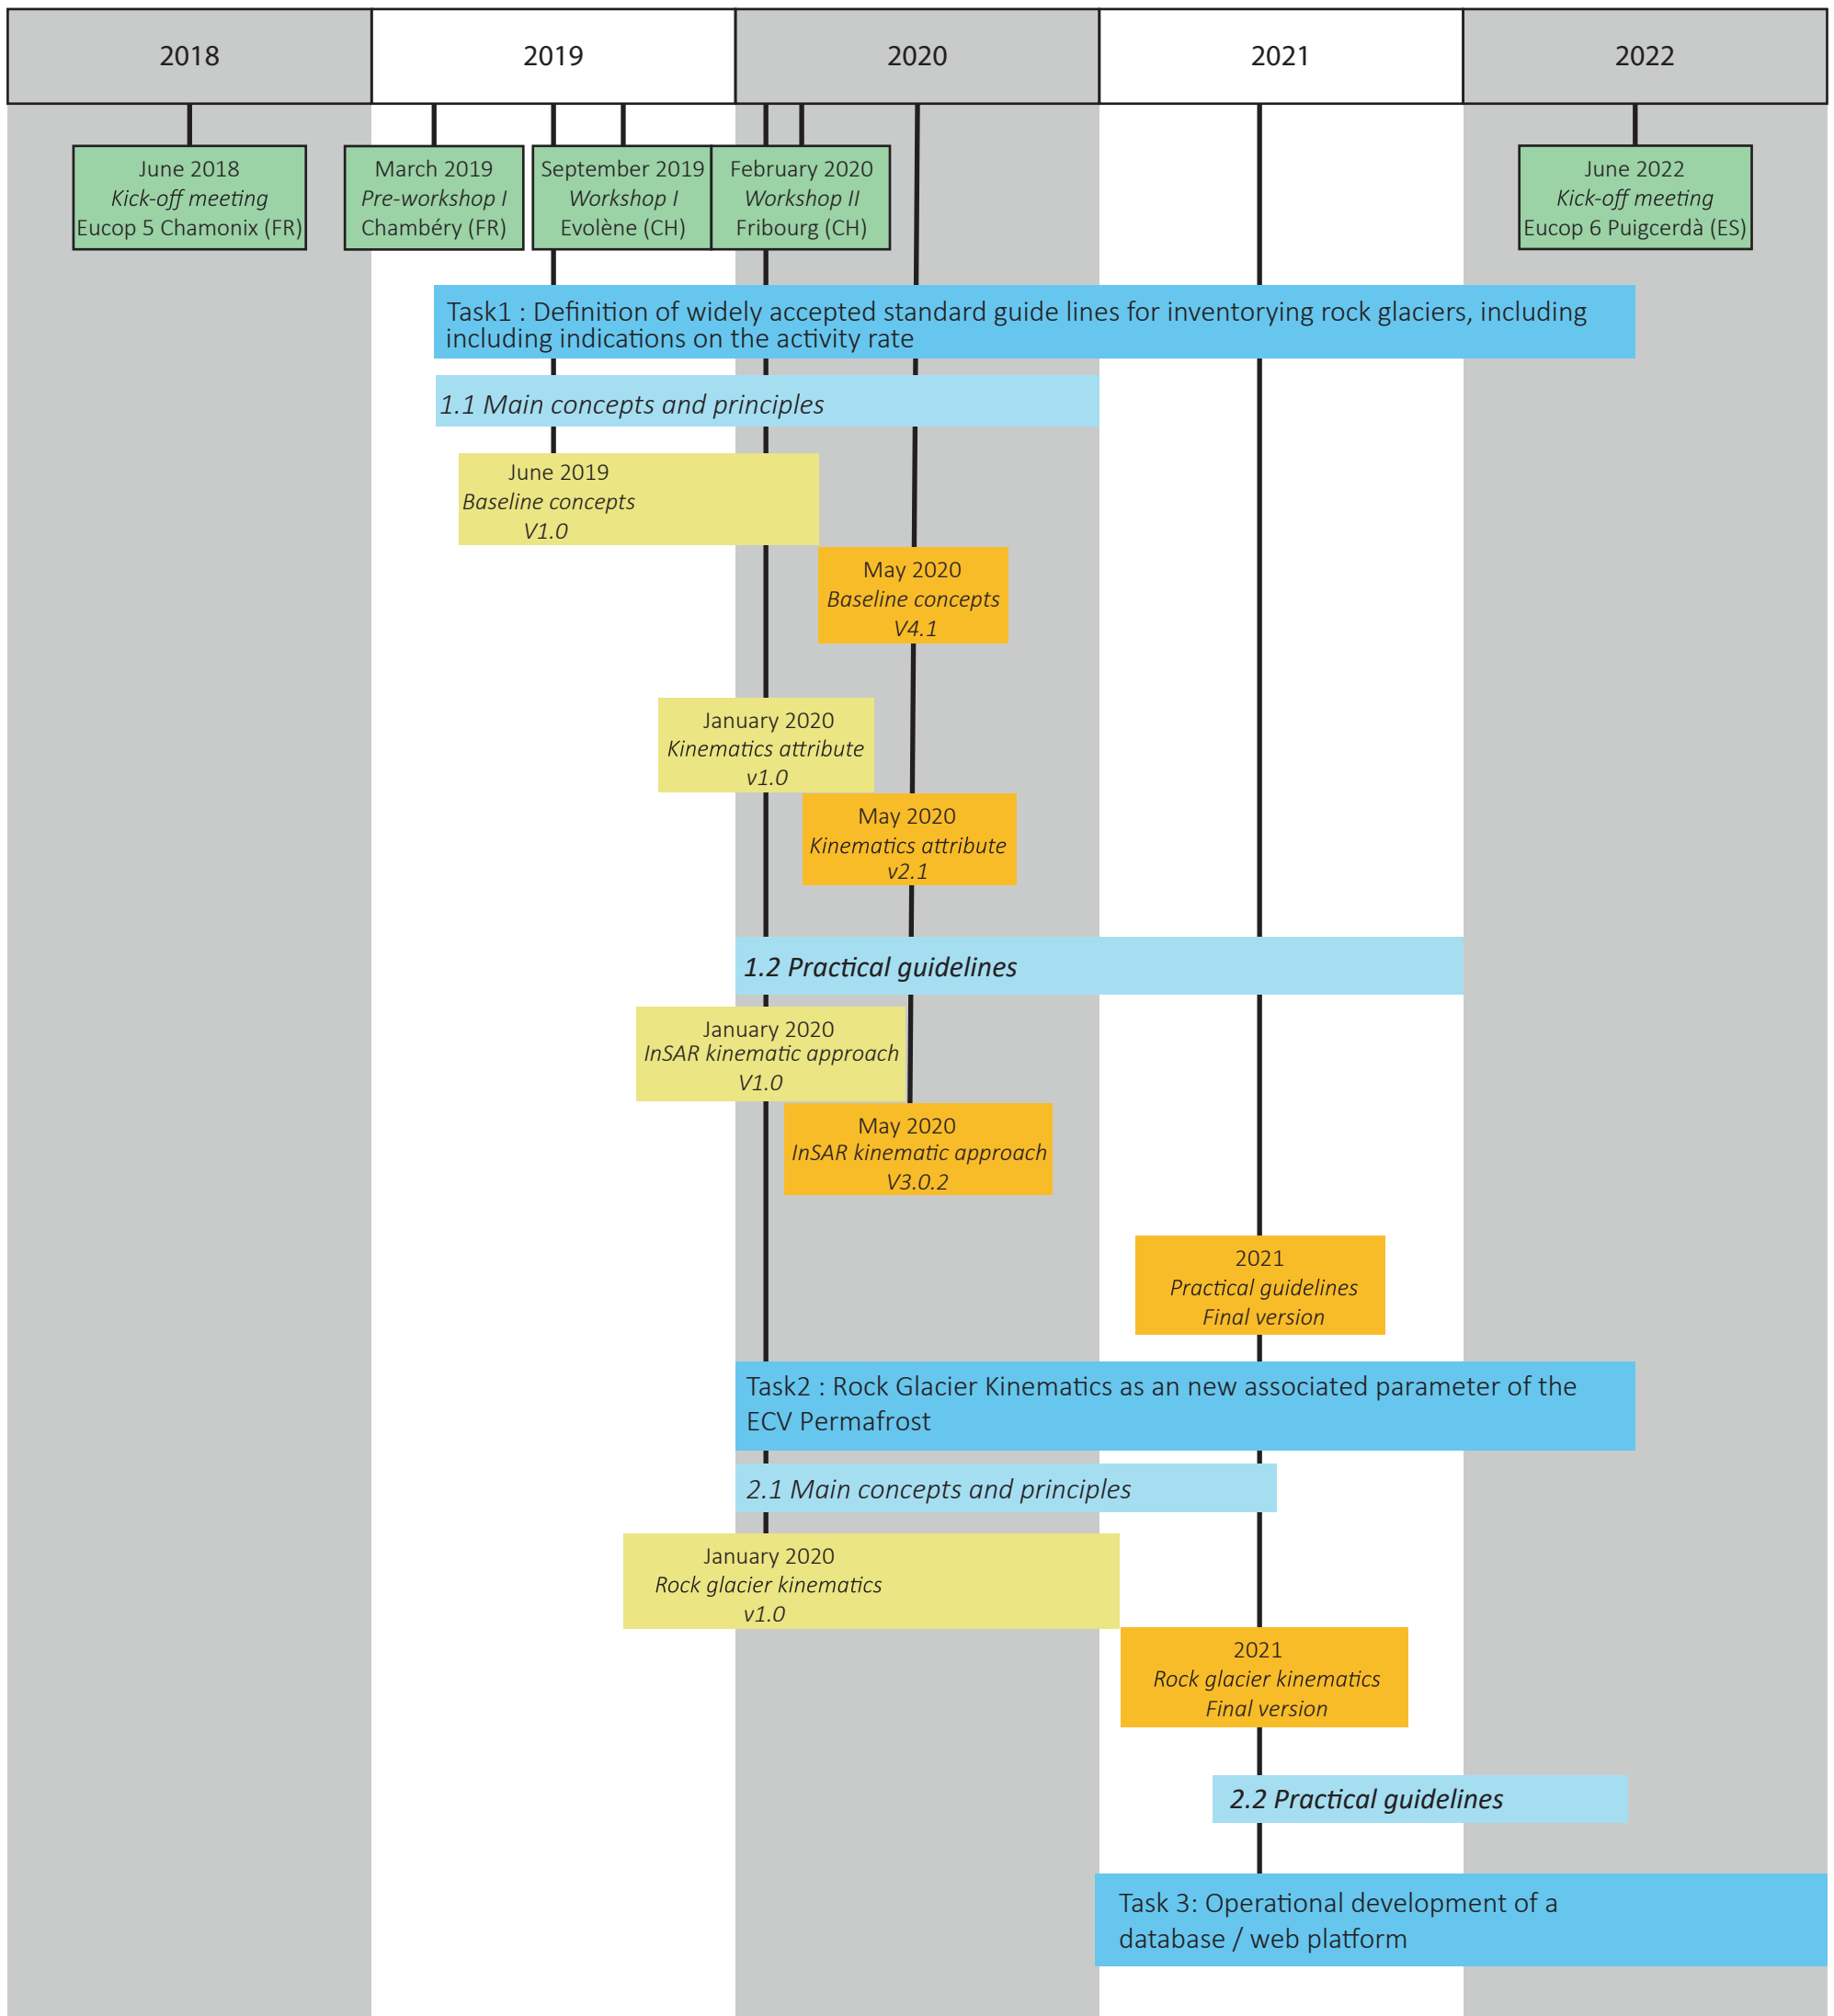 2018
2019
2020
2021
2022
June 2018
Kick-off meeting
Eucop 5 Chamonix (FR)
March 2019
Pre-workshop I
Chambéry (FR)
September 2019
Workshop I
Evolène (CH)
February 2020
Workshop II
Fribourg (CH)
June 2022
Kick-off meeting
Eucop 6 Puigcerdà (ES)
Task1 : Definition of widely accepted standard guide lines for inventorying rock glaciers, including
including indications on the activity rate
1.1 Main concepts and principles
June 2019
Baseline concepts
V1.0
May 2020
Baseline concepts
V4.1
January 2020
Kinematics attribute
v1.0
May 2020
Kinematics attribute
v2.1
1.2 Practical guidelines
January 2020
InSAR kinematic approach
V1.0
May 2020
InSAR kinematic approach
V3.0.2
2021
Practical guidelines
Final version
Task2 : Rock Glacier Kinematics as an new associated parameter of the
ECV Permafrost
2.1 Main concepts and principles
January 2020
Rock glacier kinematics
v1.0
2021
Rock glacier kinematics
Final version
2.2 Practical guidelines
Task 3: Operational development of a
database / web platform